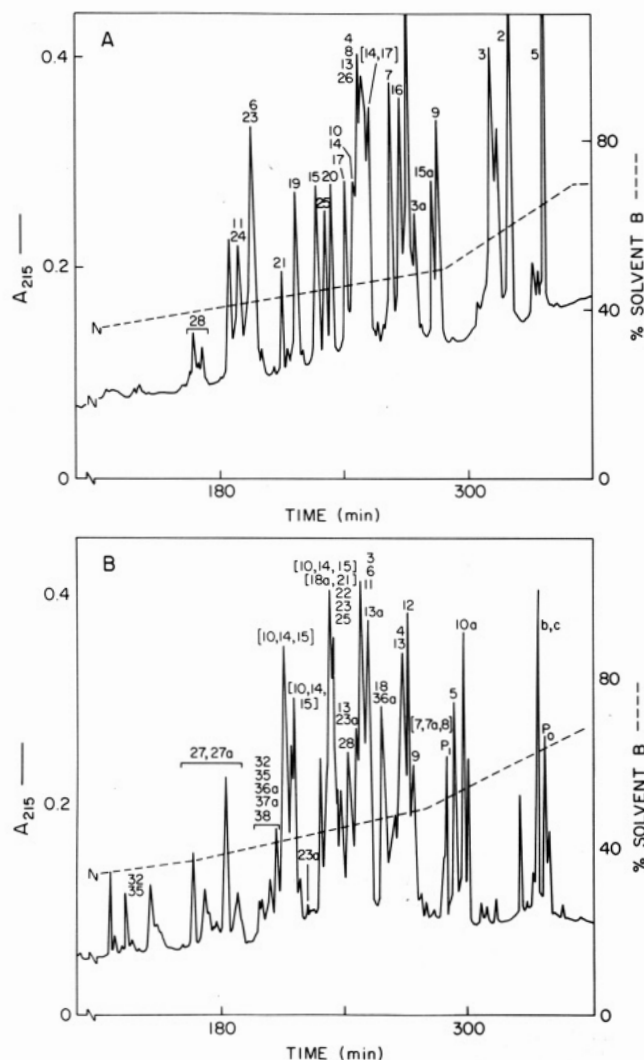 A
0.4
0.2
0
A215
80
40
0
% SOLVENT B
180
300
TIME (min)
28
11
24
6
23
21
19
15
25
20
17
10
14
4
8
13
26
[14,17]
7
16
3a
15a
9
3
2
5
B
0.4
0.2
0
A215
80
40
0
% SOLVENT B
180
300
TIME (min)
32
35
27, 27a
32
35
36a
37a
38
[10,14,15]
[10,14,
15]
23a
[10,14,15]
[18a,21]
22
23
25
13
23a
28
3
6
11
13a
18
36a
4
13
12
9
[7,7a,8]
P1
5
10a
b,c
Po